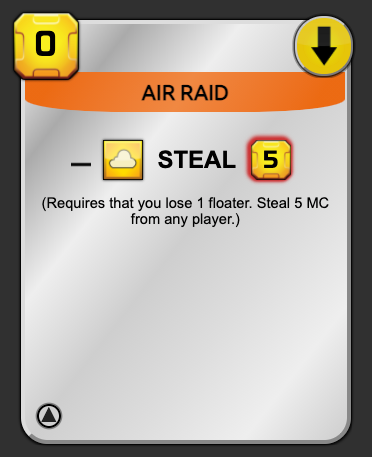 0
AIR RAID
– STEAL 5
(Requires that you lose 1 floater. Steal 5 MC
from any player.)